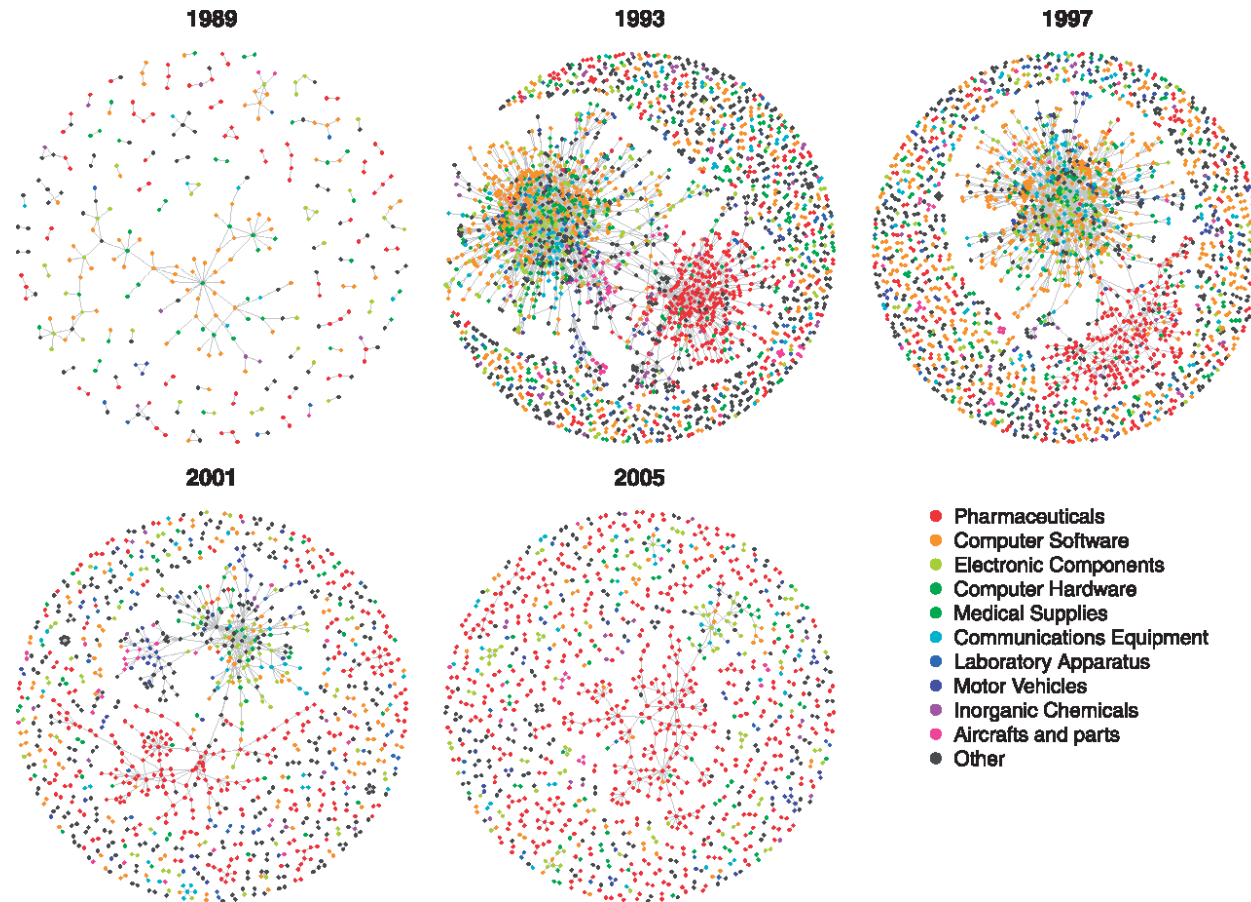 1989
1993
1997
2001
2005
Pharmaceuticals
Computer Software
Electronic Components
Computer Hardware
Medical Supplies
Communications Equipment
Laboratory Apparatus
Motor Vehicles
Inorganic Chemicals
Aircrafts and parts
Other